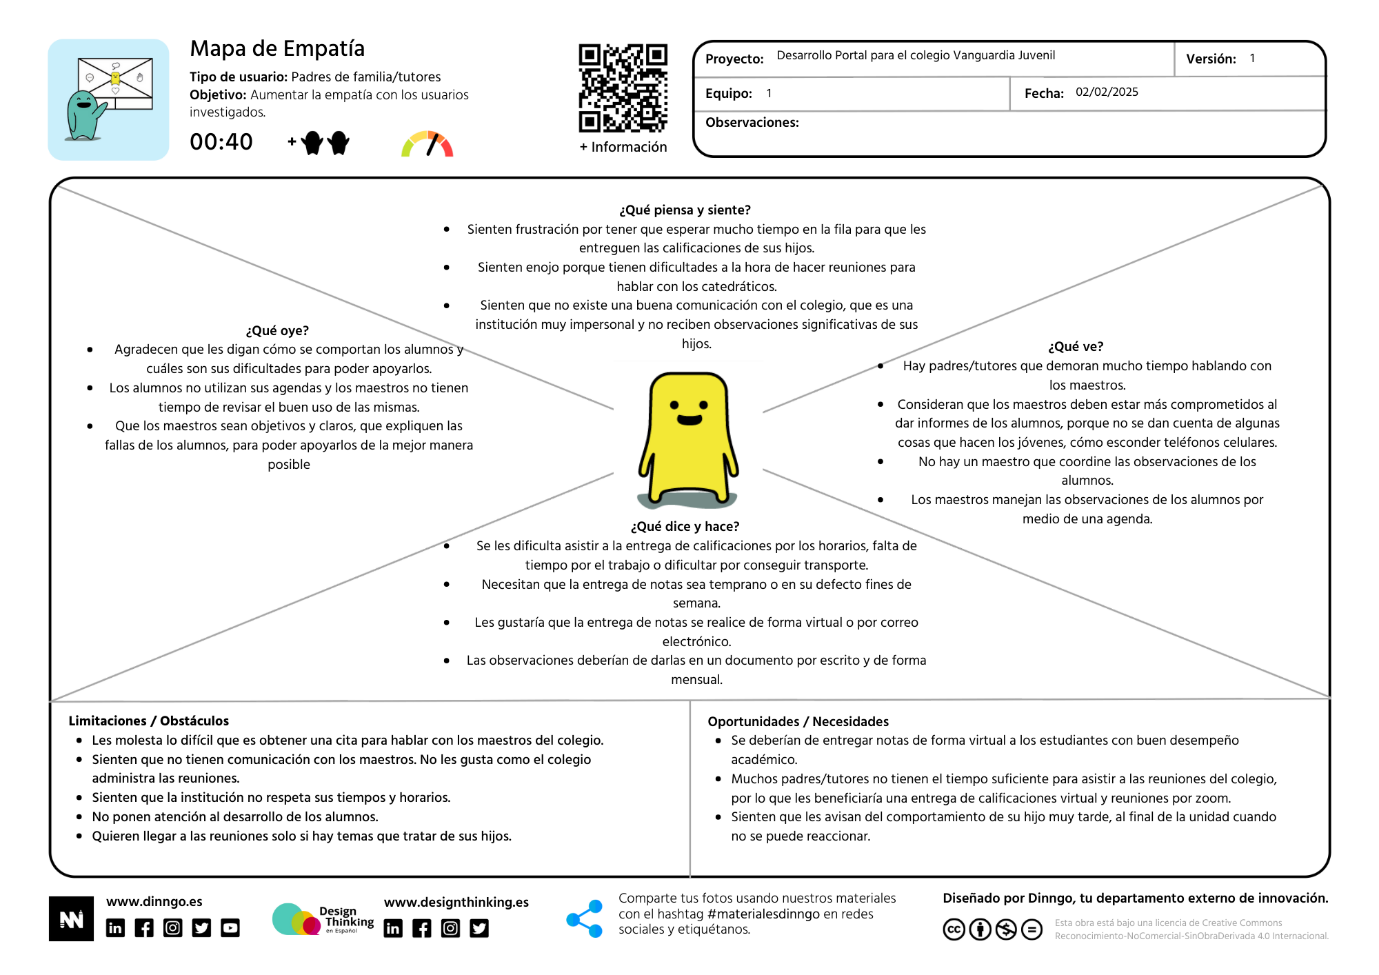 Mapa de Empatía
Tipo de usuario: Padres de familia/tutores
Objetivo: Aumentar la empatía con los usuarios
investigados.
00:40
+
+ Información
Proyecto: Desarrollo Portal para el colegio Vanguardia Juvenil
Versión: 1
Equipo: 1
Fecha: 02/02/2025
Observaciones:
¿Qué piensa y siente?
• Sienten frustración por tener que esperar mucho tiempo en la fila para que les
entreguen las calificaciones de sus hijos.
• Sienten enojo porque tienen dificultades a la hora de hacer reuniones para
hablar con los catedráticos.
• Sienten que no existe una buena comunicación con el colegio, que es una
institución muy impersonal y no reciben observaciones significativas de sus
hijos.
¿Qué oye?
• Agradecen que les digan cómo se comportan los alumnos y
cuáles son sus dificultades para poder apoyarlos.
• Los alumnos no utilizan sus agendas y los maestros no tienen
tiempo de revisar el buen uso de las mismas.
• Que los maestros sean objetivos y claros, que expliquen las
fallas de los alumnos, para poder apoyarlos de la mejor manera
posible
¿Qué ve?
• Hay padres/tutores que demoran mucho tiempo hablando con
los maestros.
• Consideran que los maestros deben estar más comprometidos al
dar informes de los alumnos, porque no se dan cuenta de algunas
cosas que hacen los jóvenes, cómo esconder teléfonos celulares.
• No hay un maestro que coordine las observaciones de los
alumnos.
• Los maestros manejan las observaciones de los alumnos por
medio de una agenda.
¿Qué dice y hace?
• Se les dificulta asistir a la entrega de calificaciones por los horarios, falta de
tiempo por el trabajo o dificultar por conseguir transporte.
• Necesitan que la entrega de notas sea temprano o en su defecto fines de
semana.
• Les gustaría que la entrega de notas se realice de forma virtual o por correo
electrónico.
• Las observaciones deberían de darlas en un documento por escrito y de forma
mensual.
Limitaciones / Obstáculos
• Les molesta lo difícil que es obtener una cita para hablar con los maestros del colegio.
• Sienten que no tienen comunicación con los maestros. No les gusta como el colegio
administra las reuniones.
• Sienten que la institución no respeta sus tiempos y horarios.
• No ponen atención al desarrollo de los alumnos.
• Quieren llegar a las reuniones solo si hay temas que tratar de sus hijos.
Oportunidades / Necesidades
• Se deberían de entregar notas de forma virtual a los estudiantes con buen desempeño
académico.
• Muchos padres/tutores no tienen el tiempo suficiente para asistir a las reuniones del colegio,
por lo que les beneficiaría una entrega de calificaciones virtual y reuniones por zoom.
• Sienten que les avisan del comportamiento de su hijo muy tarde, al final de la unidad cuando
no se puede reaccionar.
www.dinngo.es
Design
Thinking
en Español
www.designthinking.es
Comparte tus fotos usando nuestros materiales
con el hashtag #materialesdinngo en redes
sociales y etiquétanos.
Diseñado por Dinngo, tu departamento externo de innovación.
cc
Esta obra está bajo una licencia de Creative Commons
Reconocimiento-NoComercial-SinObraDerivada 4.0 Internacional.